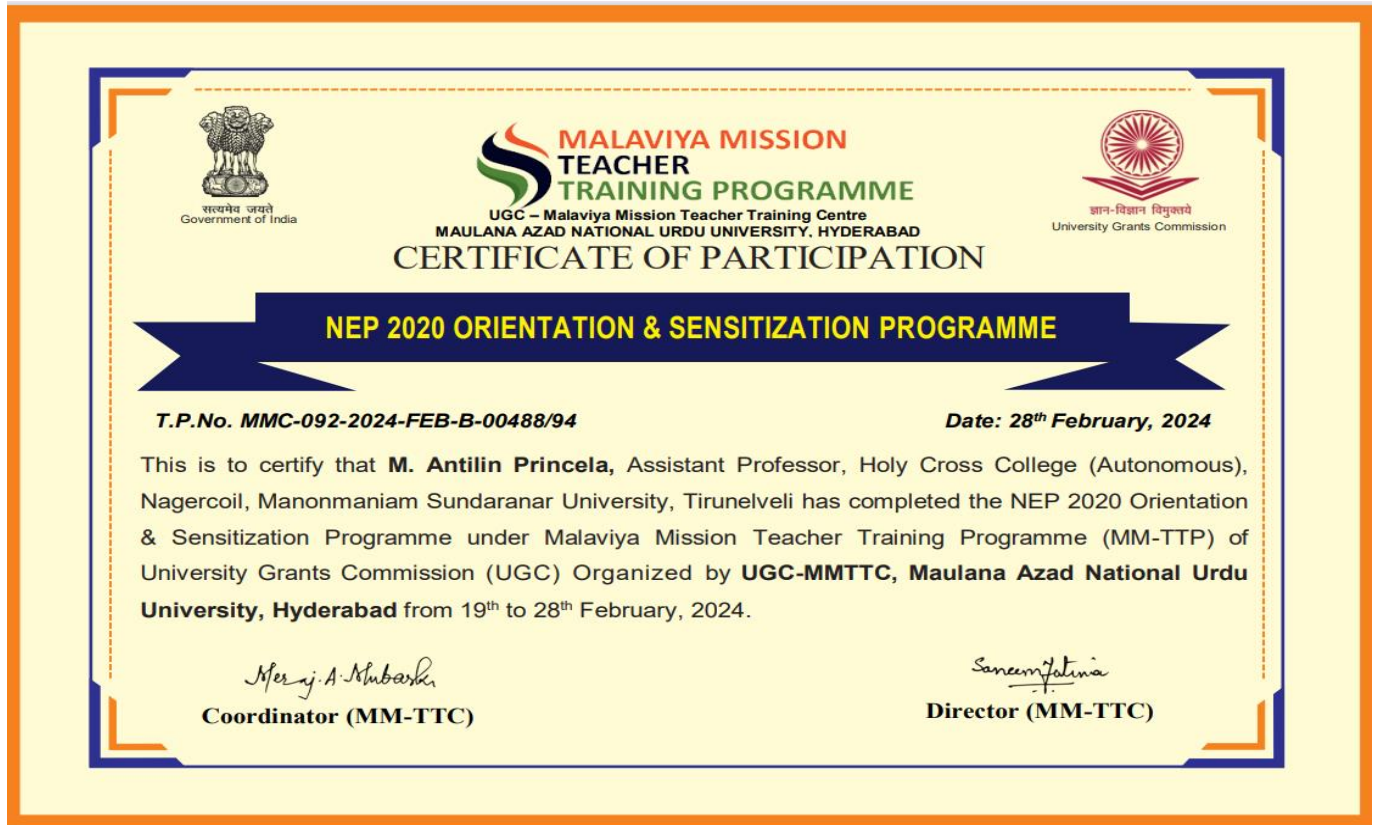 सत्यमेव जयते
Government of India
MALAVIYA MISSION
TEACHER
TRAINING PROGRAMME
UGC – Malaviya Mission Teacher Training Centre
MAULANA AZAD NATIONAL URDU UNIVERSITY, HYDERABAD
ज्ञान-विज्ञान विमुक्तये
University Grants Commission
CERTIFICATE OF PARTICIPATION
NEP 2020 ORIENTATION & SENSITIZATION PROGRAMME
T.P.No. MMC-092-2024-FEB-B-00488/94 Date: 28th February, 2024
This is to certify that M. Antilin Princela, Assistant Professor, Holy Cross College (Autonomous),
Nagercoil, Manonmaniam Sundaranar University, Tirunelveli has completed the NEP 2020 Orientation
& Sensitization Programme under Malaviya Mission Teacher Training Programme (MM-TTP) of
University Grants Commission (UGC) Organized by UGC-MMTTC, Maulana Azad National Urdu
University, Hyderabad from 19th to 28th February, 2024.
Coordinator (MM-TTC)
Director (MM-TTC)